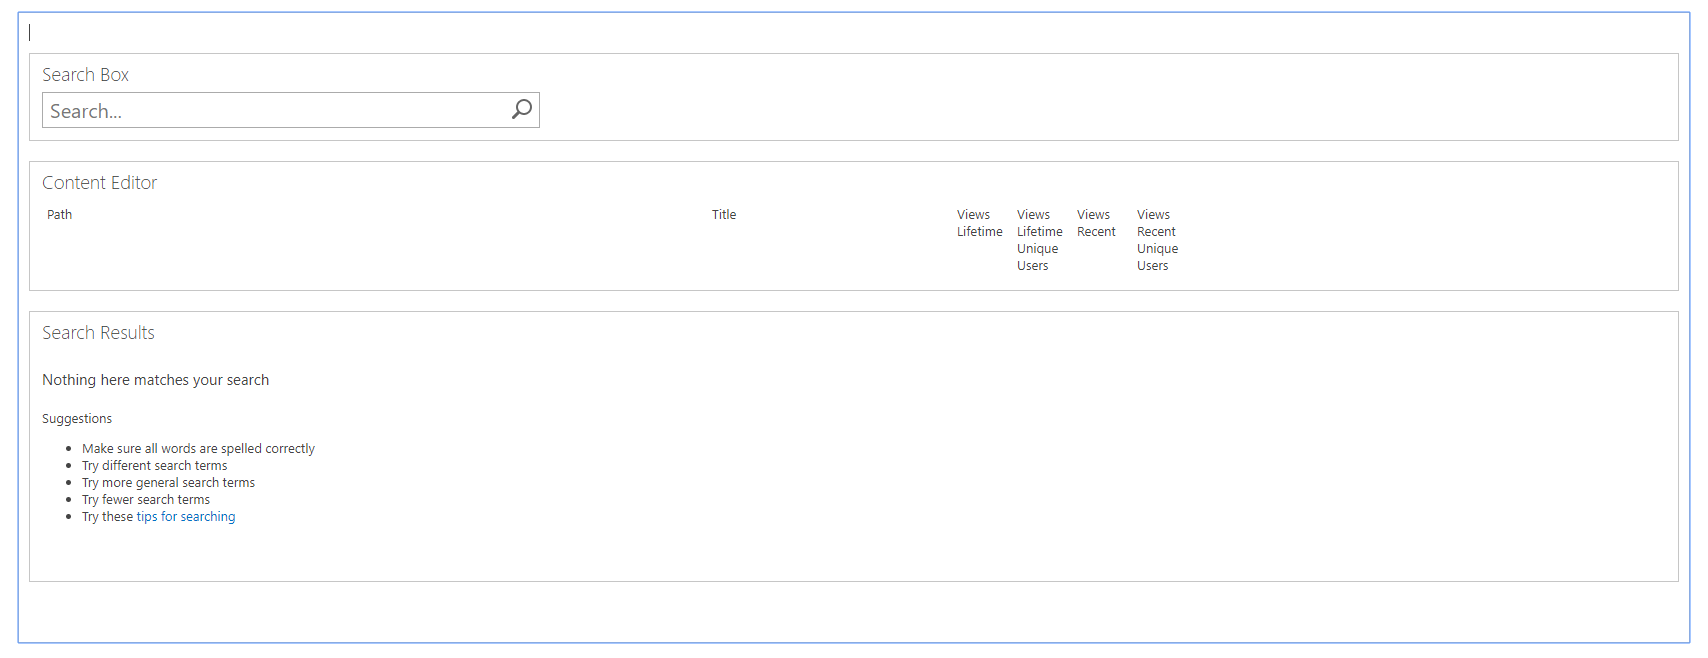 Search Box
Search...
Content Editor
Path Title Views Views Views Views
Lifetime Lifetime Recent Recent
Unique Unique
Users Users
Search Results
Nothing here matches your search
Suggestions
Make sure all words are spelled correctly
Try different search terms
Try more general search terms
Try fewer search terms
Try these tips for searching